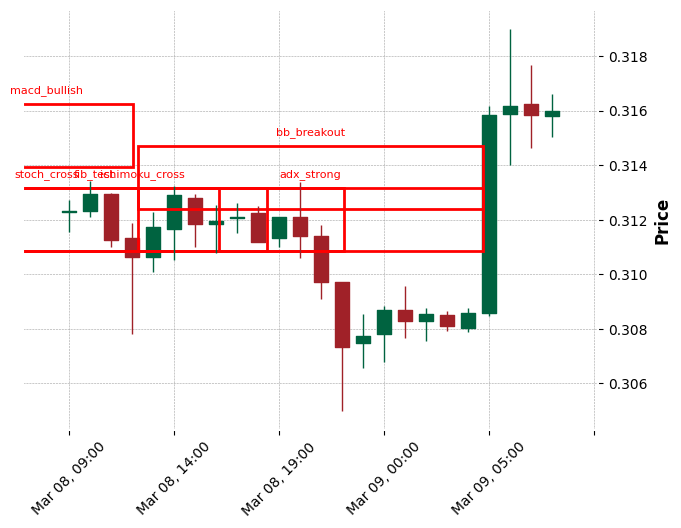 macd_bullish
bb_breakout
stoch_cross
fib_test
ichimoku_cross
adx_strong
0.318
0.316
0.314
0.312
0.310
0.308
0.306
Price
Mar 08, 09:00
Mar 08, 14:00
Mar 08, 19:00
Mar 09, 00:00
Mar 09, 05:00